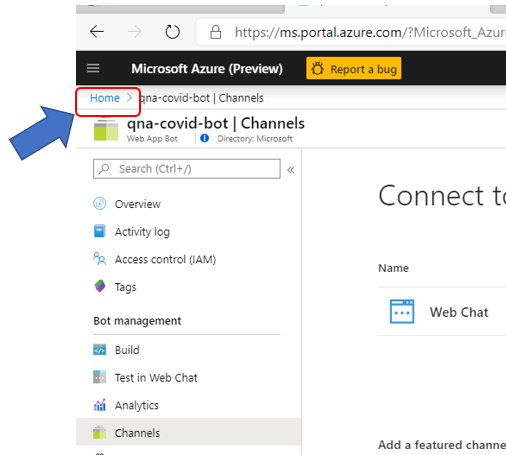 https://ms.portal.azure.com/?Microsoft_Azur
Microsoft Azure (Preview) Report a bug
Home > qna-covid-bot | Channels
qna-covid-bot | Channels
Web App Bot Directory: Microsoft
Search (Ctrl+/) «
Overview
Activity log
Access control (IAM)
Tags
Bot management
Build
Test in Web Chat
Analytics
Channels
Connect to
Name
Web Chat
Add a featured channe